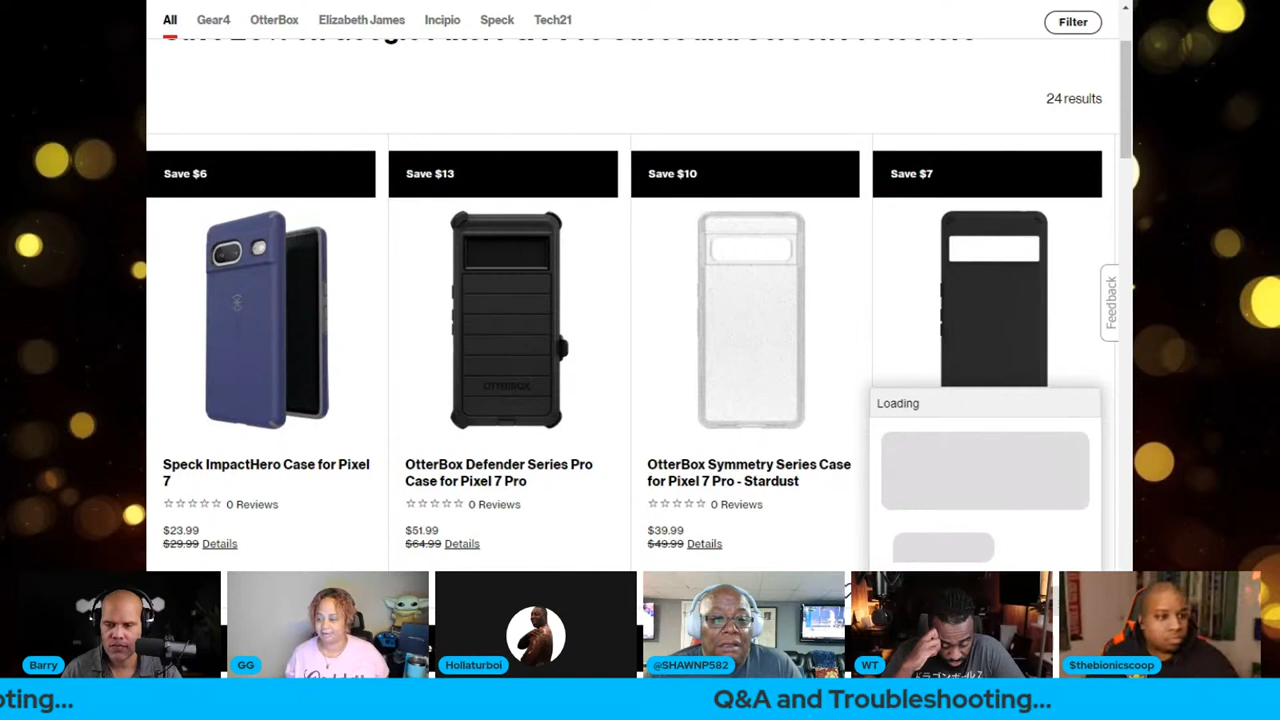 All Gear4 OtterBox Elizabeth James Incipio Speck Tech21
Filter
24 results
Save $6
Save $13
Save $10
Save $7
Feedback
OTTERBOX
Loading
Speck ImpactHero Case for Pixel
7
0 Reviews
$23.99
$29.99 Details
OtterBox Defender Series Pro
Case for Pixel 7 Pro
0 Reviews
$51.99
$64.99 Details
OtterBox Symmetry Series Case
for Pixel 7 Pro - Stardust
0 Reviews
$39.99
$49.99 Details
Barry
GG
Hollaturboi
@SHAWNP582
WT
$thebionicscoop
oting...
Q&A and Troubleshooting...